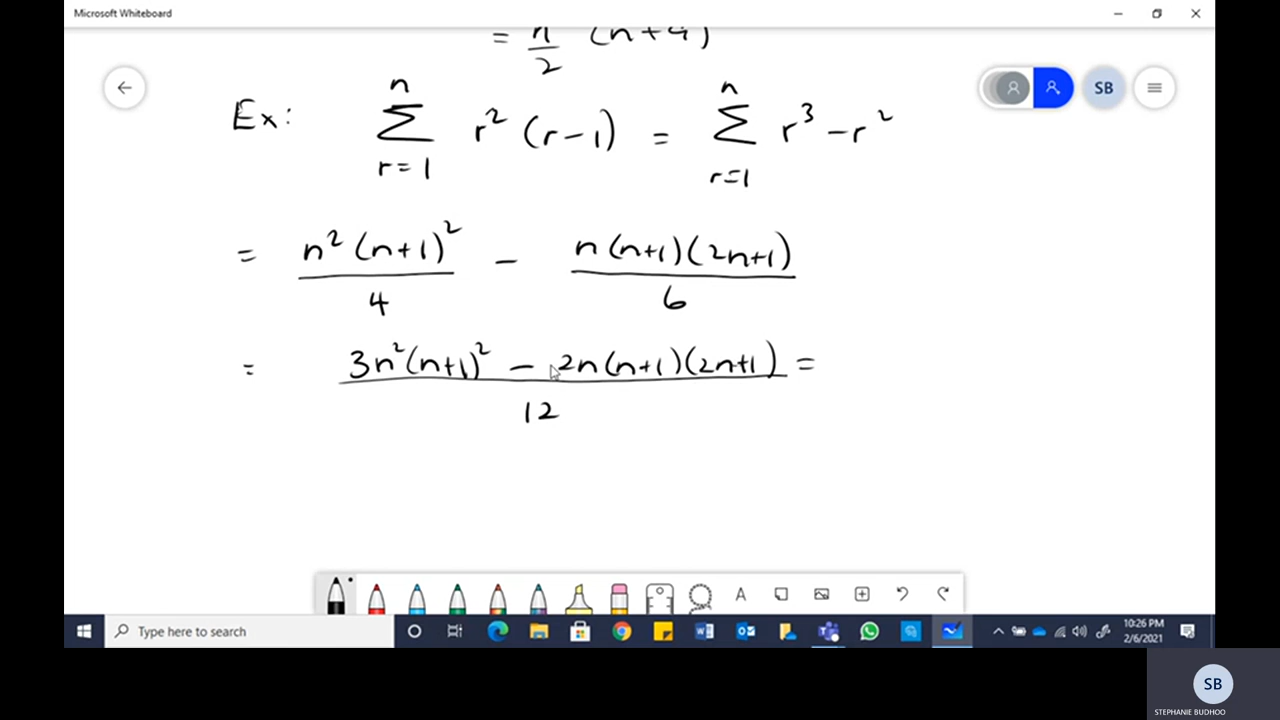 Microsoft Whiteboard
= n/2 (n+4)
SB
Ex: n∑r=1 r² (r-1) = n∑r=1 r³ - r²
= n² (n+1)²/4 - n(n+1)(2n+1)/6
= 3n²(n+1)² - 2n(n+1)(2n+1)/12 =
A
Type here to search
10:26 PM
2/6/2021
SB
STEPHANIE BUDHOO